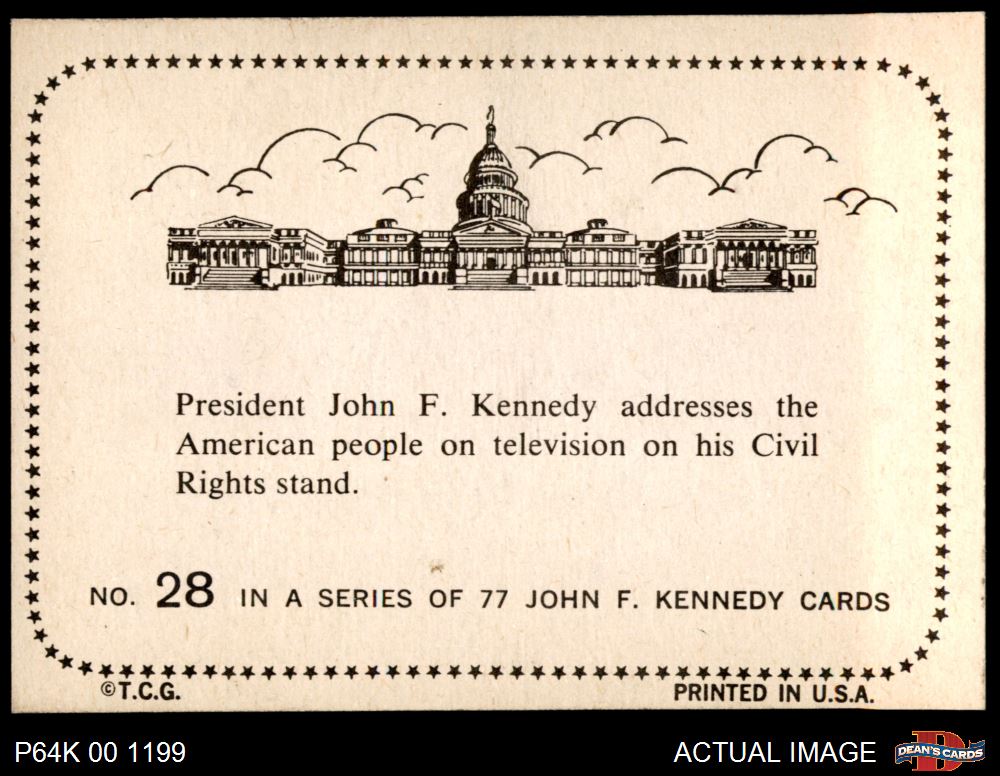 President John F. Kennedy addresses the
American people on television on his Civil
Rights stand.
NO. 28 IN A SERIES OF 77 JOHN F. KENNEDY CARDS
©T.C.G. PRINTED IN U.S.A.
P64K 00 1199 ACTUAL IMAGE DEAN'S CARDS